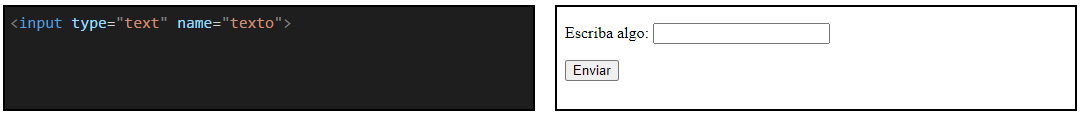 <input type="text" name="texto">
Escriba algo:
Enviar